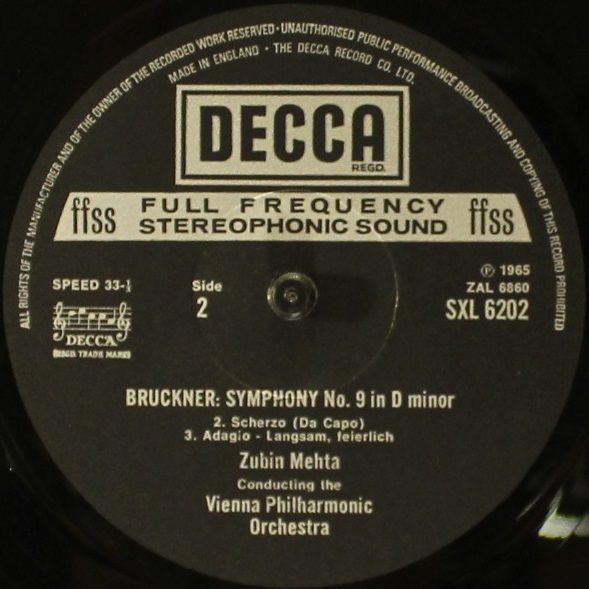 ALL RIGHTS OF THE MANUFACTURER AND OF THE OWNER OF THE RECORDED WORK RESERVED · UNAUTHORISED PUBLIC PERFORMANCE BROADCASTING AND COPYING OF THIS RECORD PROHIBITED
MADE IN ENGLAND · THE DECCA RECORD CO. LTD.
DECCA
REGD.
ffss FULL FREQUENCY ffss
STEREOPHONIC SOUND
SPEED 33-⅓
Side
2
Ⓟ 1965
ZAL 6860
SXL 6202
DECCA
REGD. TRADE MARK
BRUCKNER: SYMPHONY No. 9 in D minor
2. Scherzo (Da Capo)
3. Adagio - Langsam, feierlich
Zubin Mehta
Conducting the
Vienna Philharmonic
Orchestra